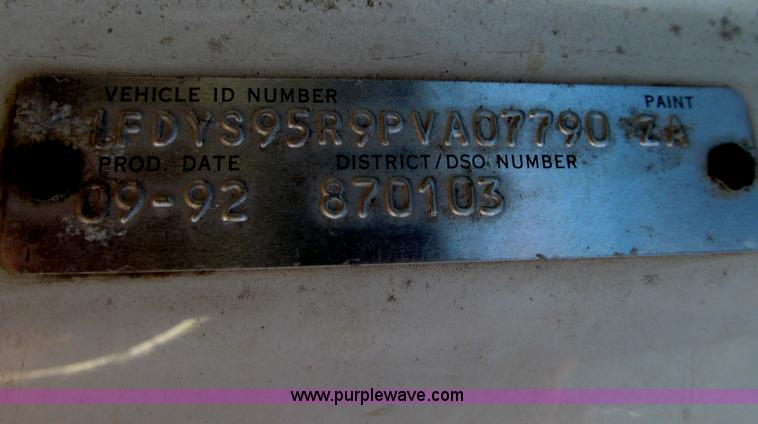 VEHICLE ID NUMBER PAINT
1FDYS95R9PVA07790 ZA
PROD. DATE DISTRICT/DSO NUMBER
09-92 870103
www.purplewave.com